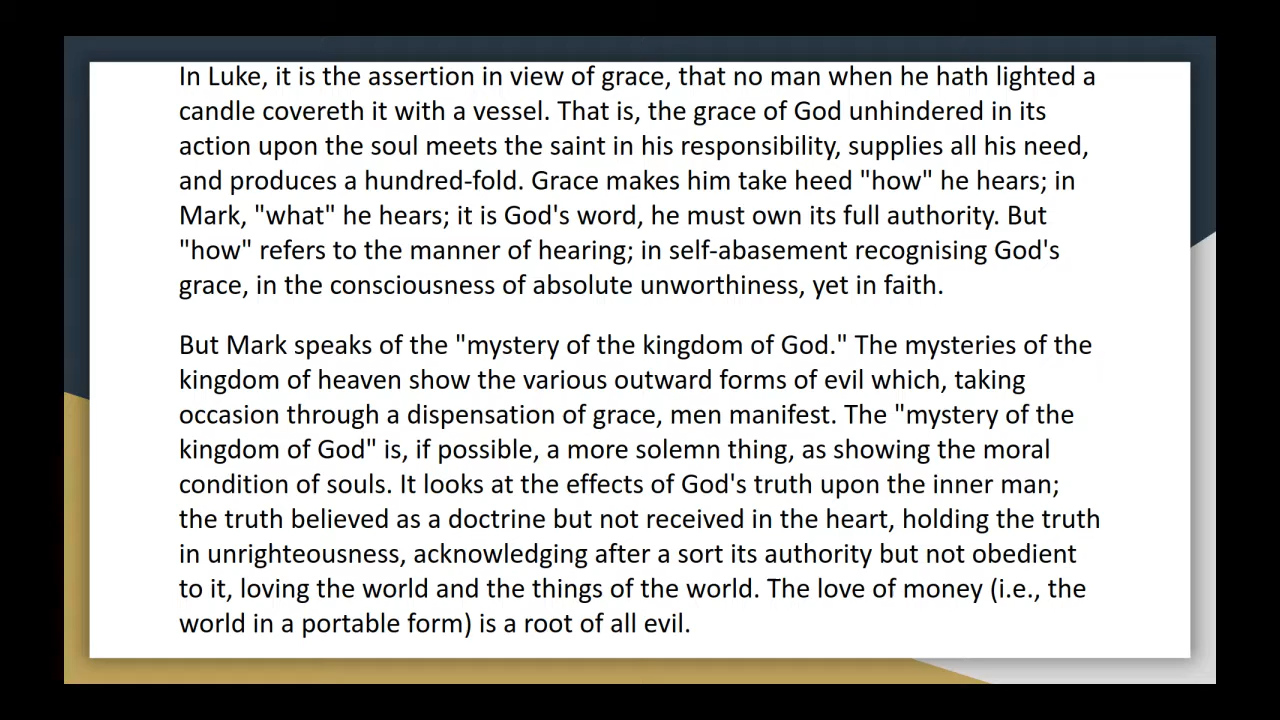 In Luke, it is the assertion in view of grace, that no man when he hath lighted a
candle covereth it with a vessel. That is, the grace of God unhindered in its
action upon the soul meets the saint in his responsibility, supplies all his need,
and produces a hundred-fold. Grace makes him take heed "how" he hears; in
Mark, "what" he hears; it is God's word, he must own its full authority. But
"how" refers to the manner of hearing; in self-abasement recognising God's
grace, in the consciousness of absolute unworthiness, yet in faith.
But Mark speaks of the "mystery of the kingdom of God." The mysteries of the
kingdom of heaven show the various outward forms of evil which, taking
occasion through a dispensation of grace, men manifest. The "mystery of the
kingdom of God" is, if possible, a more solemn thing, as showing the moral
condition of souls. It looks at the effects of God's truth upon the inner man;
the truth believed as a doctrine but not received in the heart, holding the truth
in unrighteousness, acknowledging after a sort its authority but not obedient
to it, loving the world and the things of the world. The love of money (i.e., the
world in a portable form) is a root of all evil.